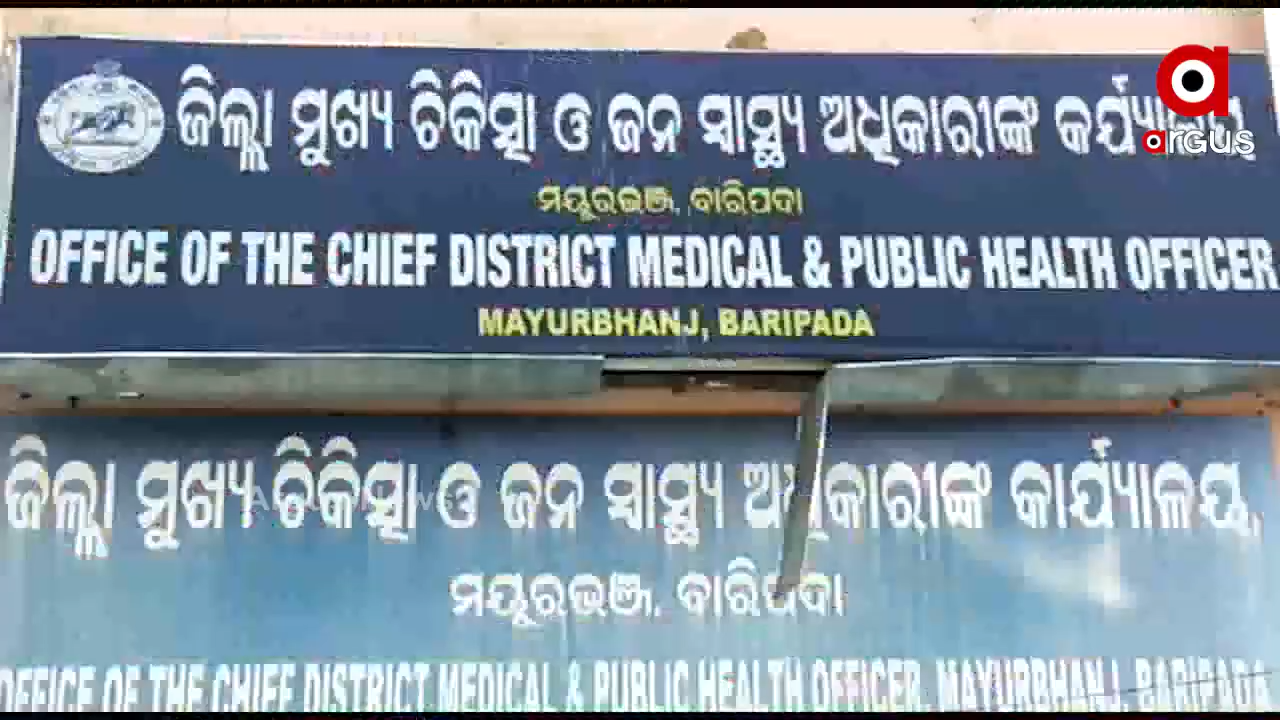 ଜିଲ୍ଲା ମୁଖ୍ୟ ଚିକିତ୍ସା ଓ ଜନ ସ୍ୱାସ୍ଥ୍ୟ ଅଧିକାରୀଙ୍କ
argus
ମୟୂରଭଞ୍ଜ, ବାରିପଦା
OFFICE OF THE CHIEF DISTRICT MEDICAL & PUBLIC HEALTH OFFICER
MAYURBHANJ, BARIPADA
ଜିଲ୍ଲା ମୁଖ୍ୟ ଚିକିତ୍ସା ଓ ଜନ ସ୍ୱାସ୍ଥ୍ୟ ଅଧିକାରୀଙ୍କ କାର୍ଯ୍ୟାଳୟ,
ମୟୂରଭଞ୍ଜ, ବାରିପଦା
OFFICE OF THE CHIEF DISTRICT MEDICAL & PUBLIC HEALTH OFFICER, MAYURBHANJ, BARIPADA